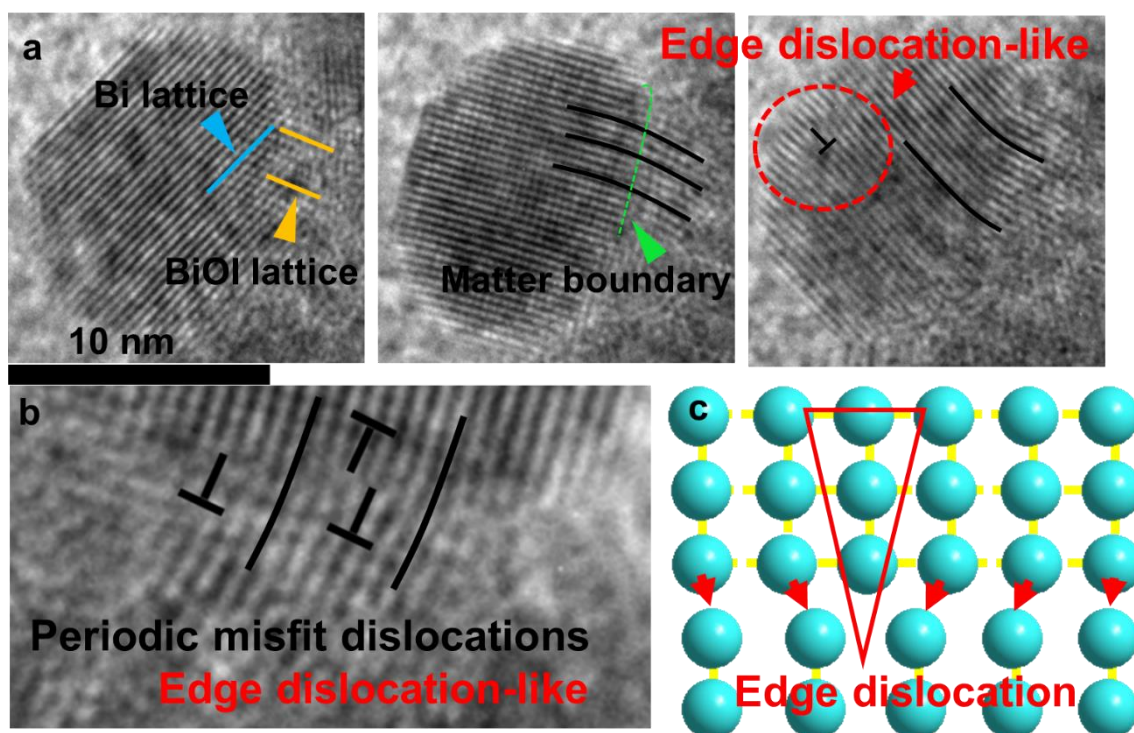 a
Bi lattice
BiOI lattice
10 nm
Matter boundary
Edge dislocation-like
b
Periodic misfit dislocations
Edge dislocation-like
c
Edge dislocation